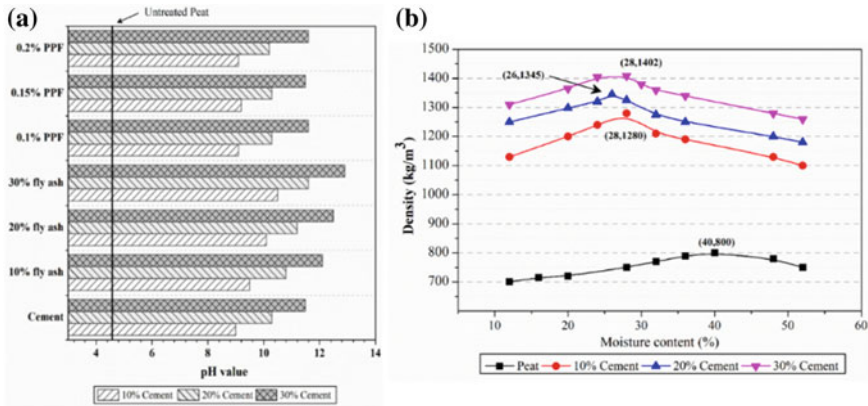 (a)
Untreated Peat
0.2% PPF
0.15% PPF
0.1% PPF
30% fly ash
20% fly ash
10% fly ash
Cement
4 6 8 10 12 14
pH value
10% Cement 20% Cement 30% Cement
(b)
1500
1400
1300
1200
1100
1000
900
800
700
Density (kg/m³)
(28,1402)
(26,1345)
(28,1280)
(40,800)
10 20 30 40 50 60
Moisture content (%)
Peat 10% Cement 20% Cement 30% Cement